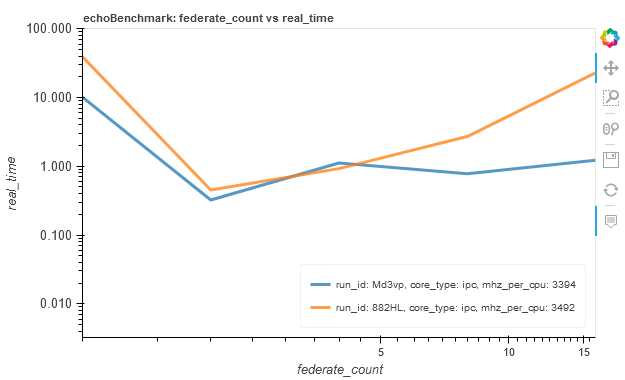 echoBenchmark: federate_count vs real_time
100.000
10.000
1.000
0.100
0.010
real_time
run_id: Md3vp, core_type: ipc, mhz_per_cpu: 3394
run_id: 882HL, core_type: ipc, mhz_per_cpu: 3492
5
10
15
federate_count